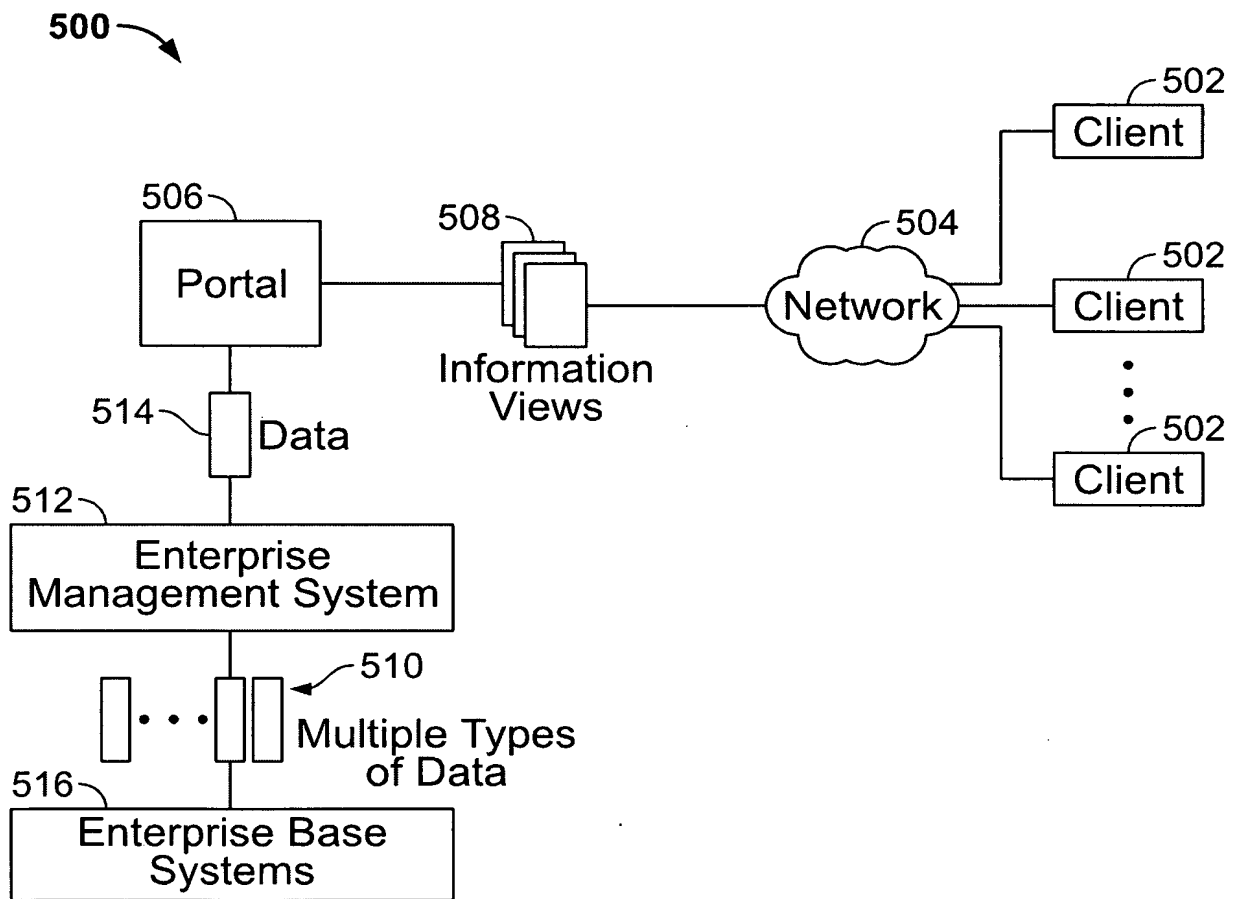 500
502
Client
506
Portal
508
Information
Views
504
Network
502
Client
514
Data
502
Client
512
Enterprise
Management System
510
Multiple Types
of Data
516
Enterprise Base
Systems